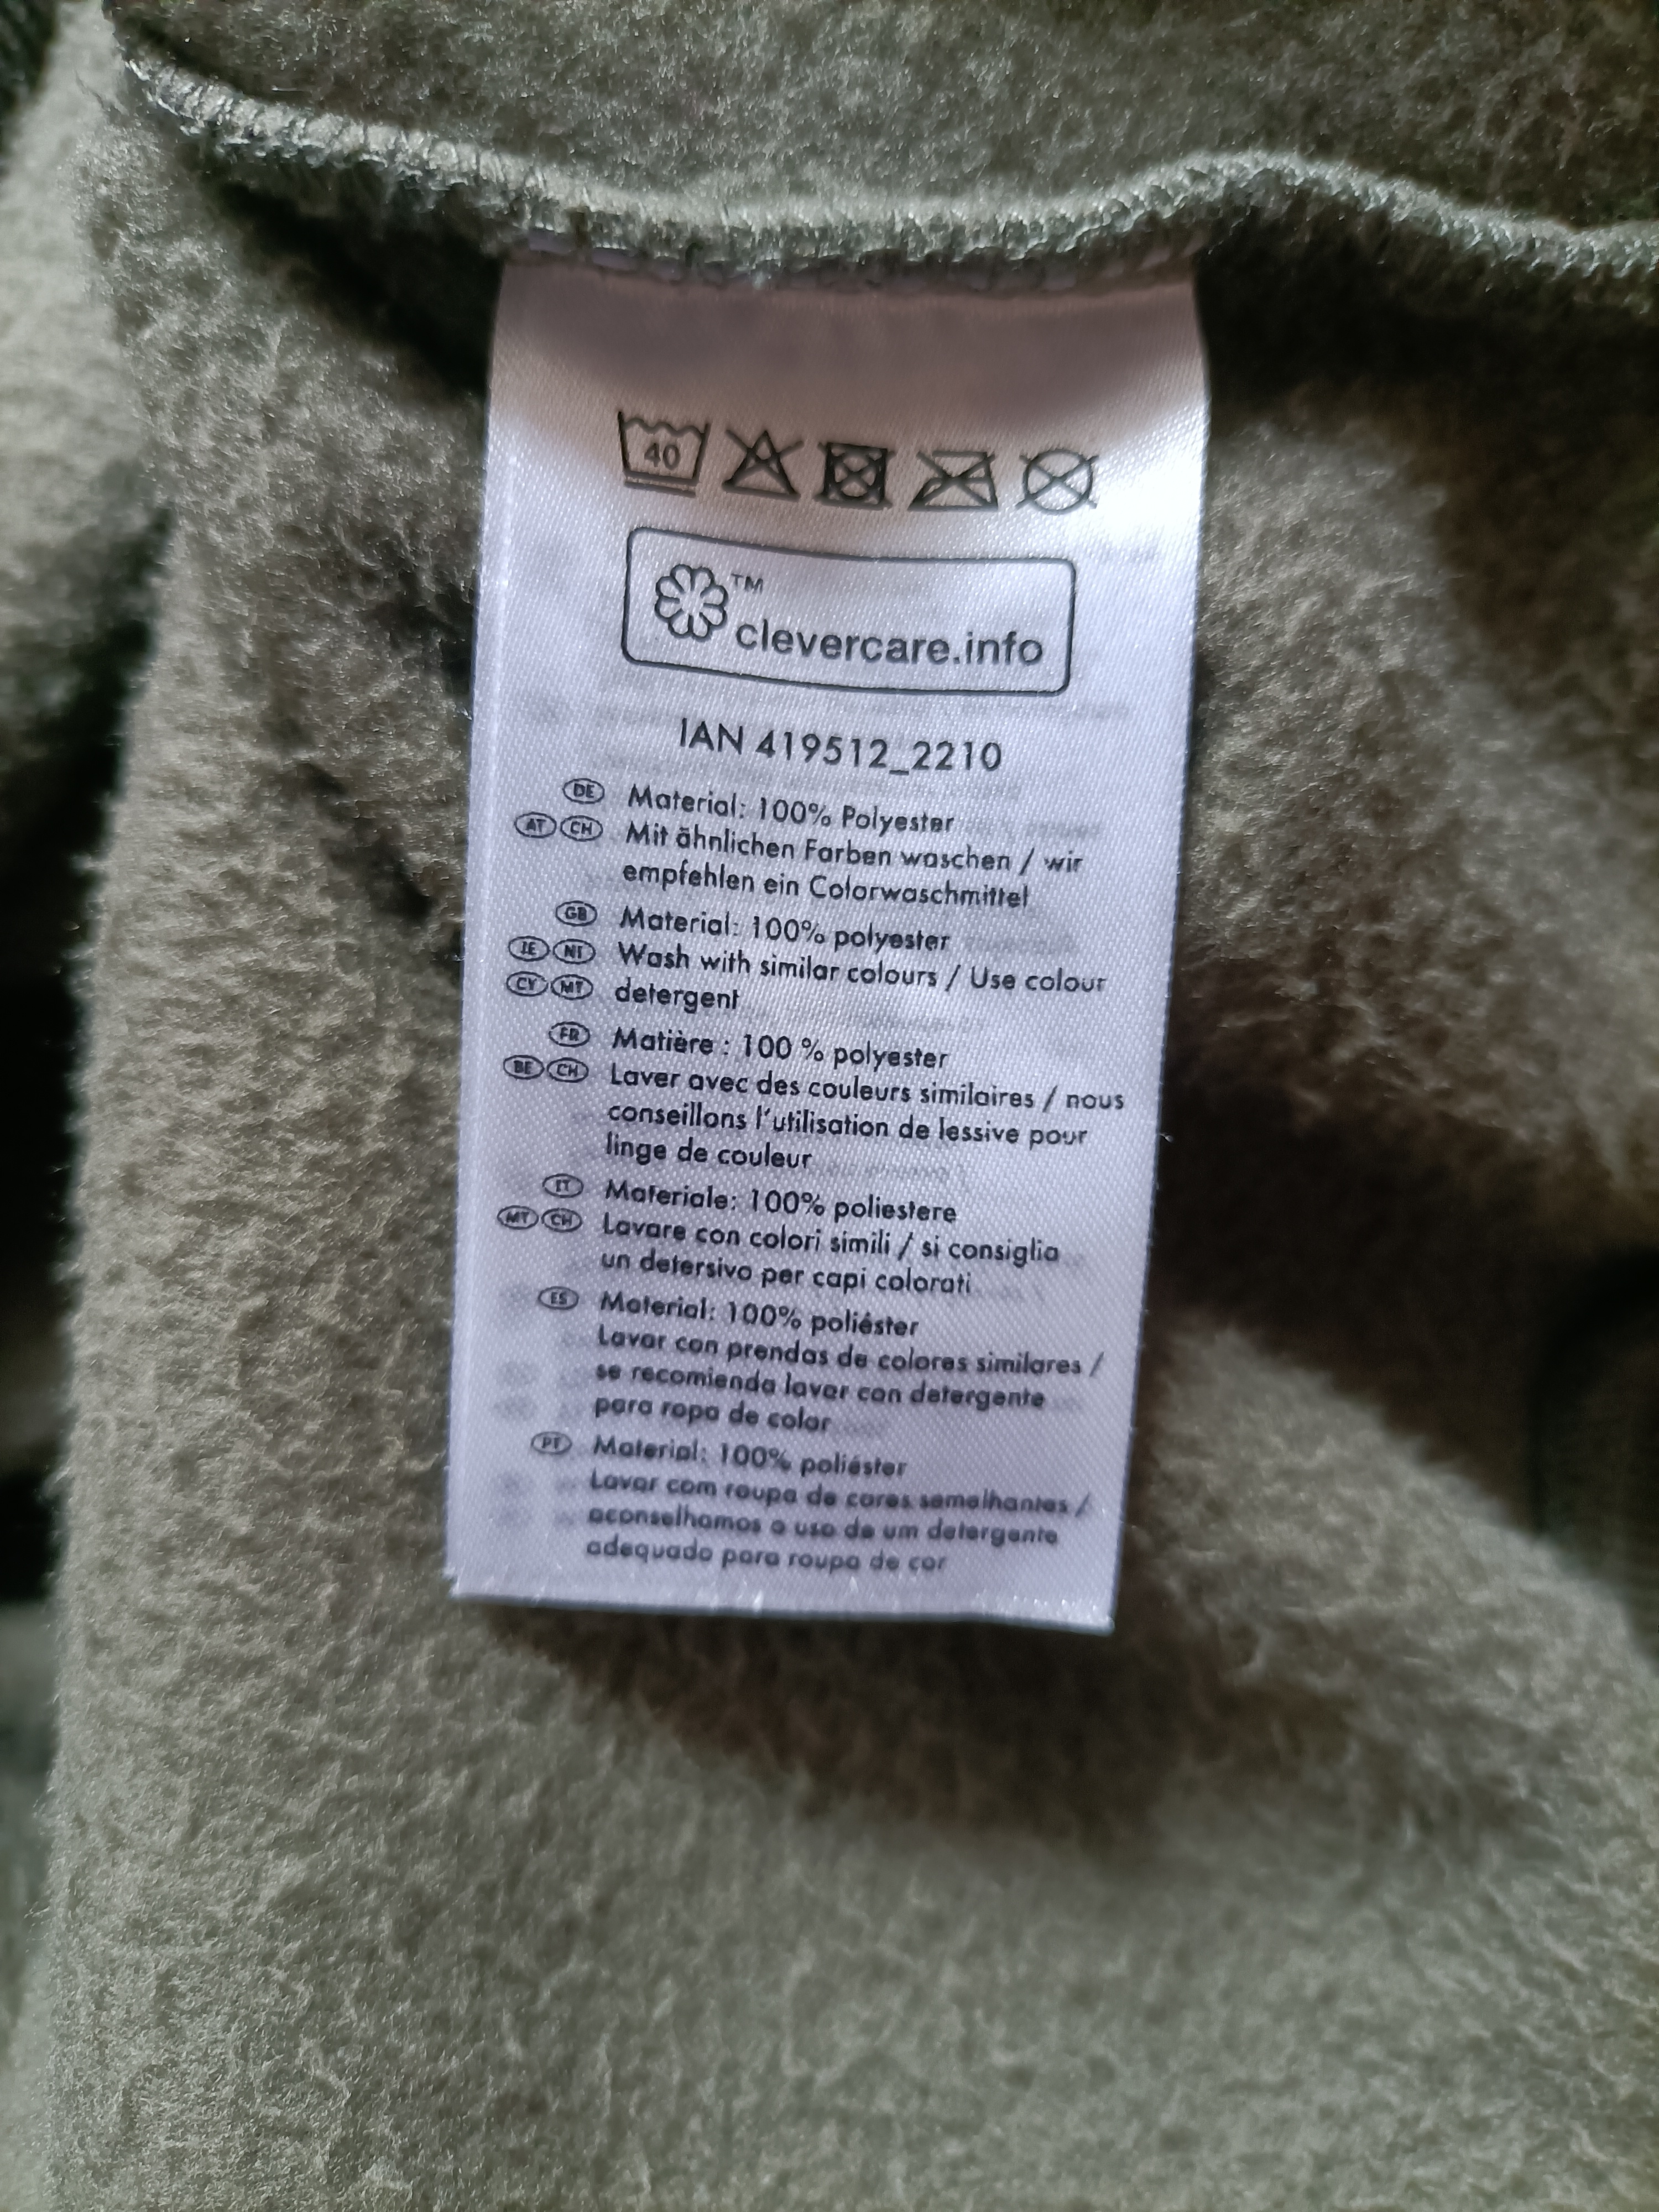 40
™
clevercare.info
IAN 419512_2210
DE Material: 100% Polyester
AT CH Mit ähnlichen Farben waschen / wir
empfehlen ein Colorwaschmittel
GB Material: 100% polyester
IE NI Wash with similar colours / Use colour
CY MT detergent
FR Matière : 100 % polyester
BE CH Laver avec des couleurs similaires / nous
conseillons l'utilisation de lessive pour
linge de couleur
IT Materiale: 100% poliestere
MT CH Lavare con colori simili / si consiglia
un detersivo per capi colorati
ES Material: 100% poliéster
Lavar con prendas de colores similares /
se recomienda lavar con detergente
para ropa de color
PT Material: 100% poliéster
Lavar com roupa de cores semelhantes /
aconselhamos o uso de um detergente
adequado para roupa de cor